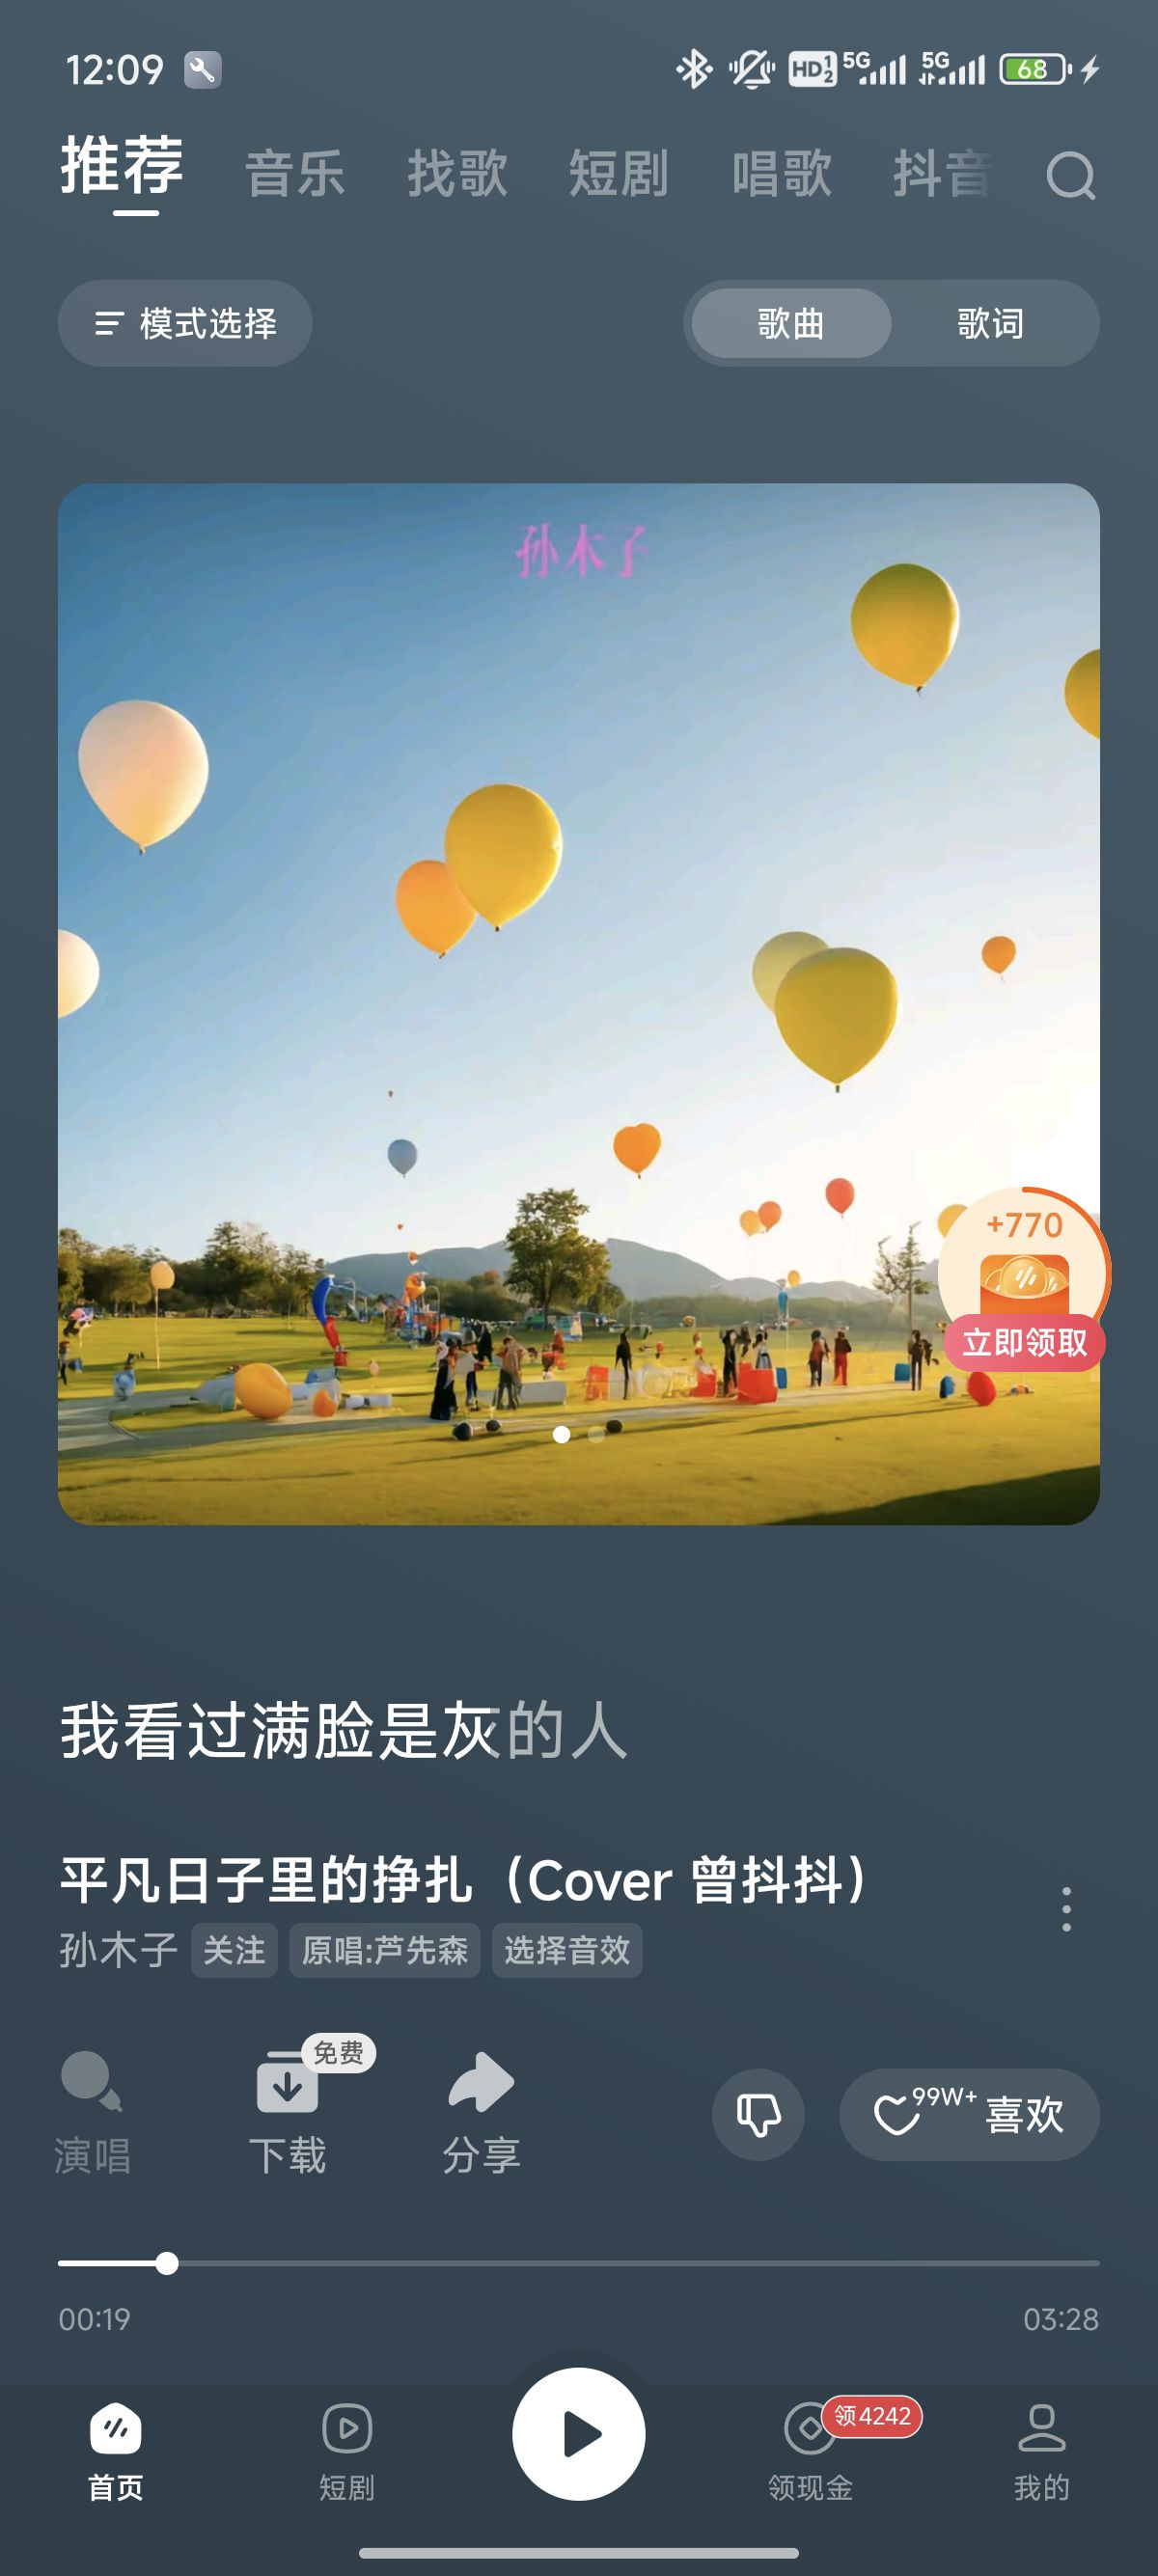 12:09
HD 1 2 5G 5G 68
推荐 音乐 找歌 短剧 唱歌 抖音
模式选择 歌曲 歌词
孙木子
+770
立即领取
我看过满脸是灰的人
平凡日子里的挣扎（Cover 曾抖抖）
孙木子 关注 原唱:芦先森 选择音效
免费
99W+ 喜欢
演唱 下载 分享
00:19 03:28
领4242
首页 短剧 领现金 我的